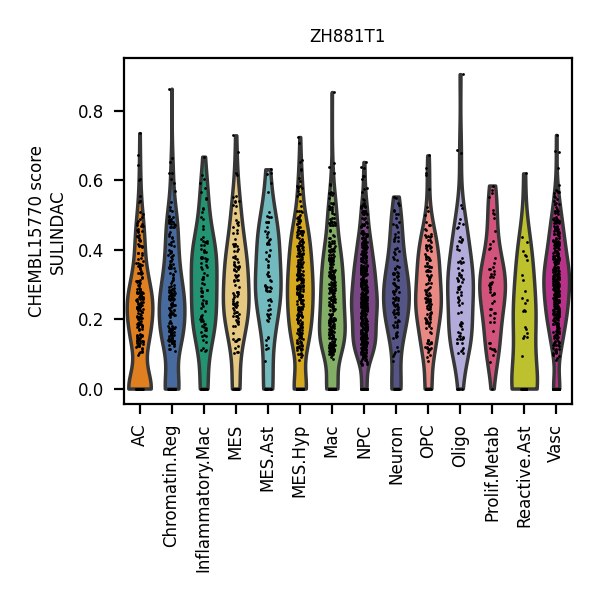 ZH881T1
CHEMBL15770 score
SULINDAC
0.8
0.6
0.4
0.2
0.0
AC
Chromatin.Reg
Inflammatory.Mac
MES
MES.Ast
MES.Hyp
Mac
NPC
Neuron
OPC
Oligo
Prolif.Metab
Reactive.Ast
Vasc